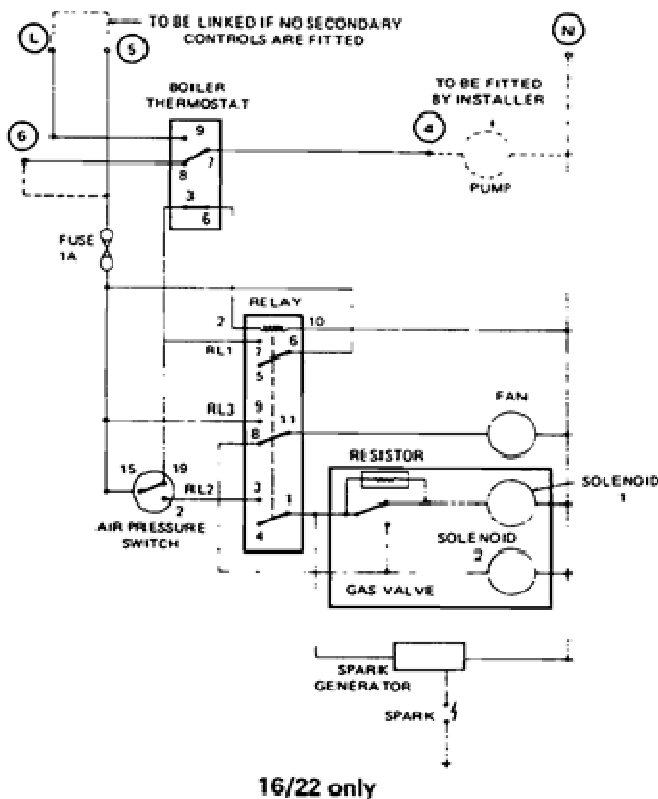 TO BE LINKED IF NO SECONDARY
CONTROLS ARE FITTED
L
5
N
BOILER
THERMOSTAT
TO BE FITTED
BY INSTALLER
4
6
9
7
8
PUMP
3
6
FUSE
1A
RELAY
2
10
RL1
7
6
5
FAN
RL3
9
11
8
RESISTOR
15
19
RL2
3
1
SOLENOID
1
2
4
AIR PRESSURE
SWITCH
SOLENOID
2
GAS VALVE
SPARK
GENERATOR
SPARK
16/22 only